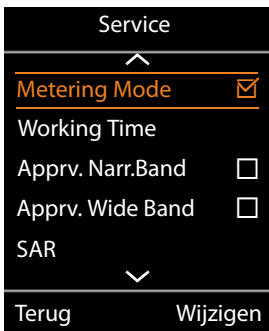 Service
Metering Mode
Working Time
Apprv. Narr.Band
Apprv. Wide Band
SAR
Terug Wijzigen